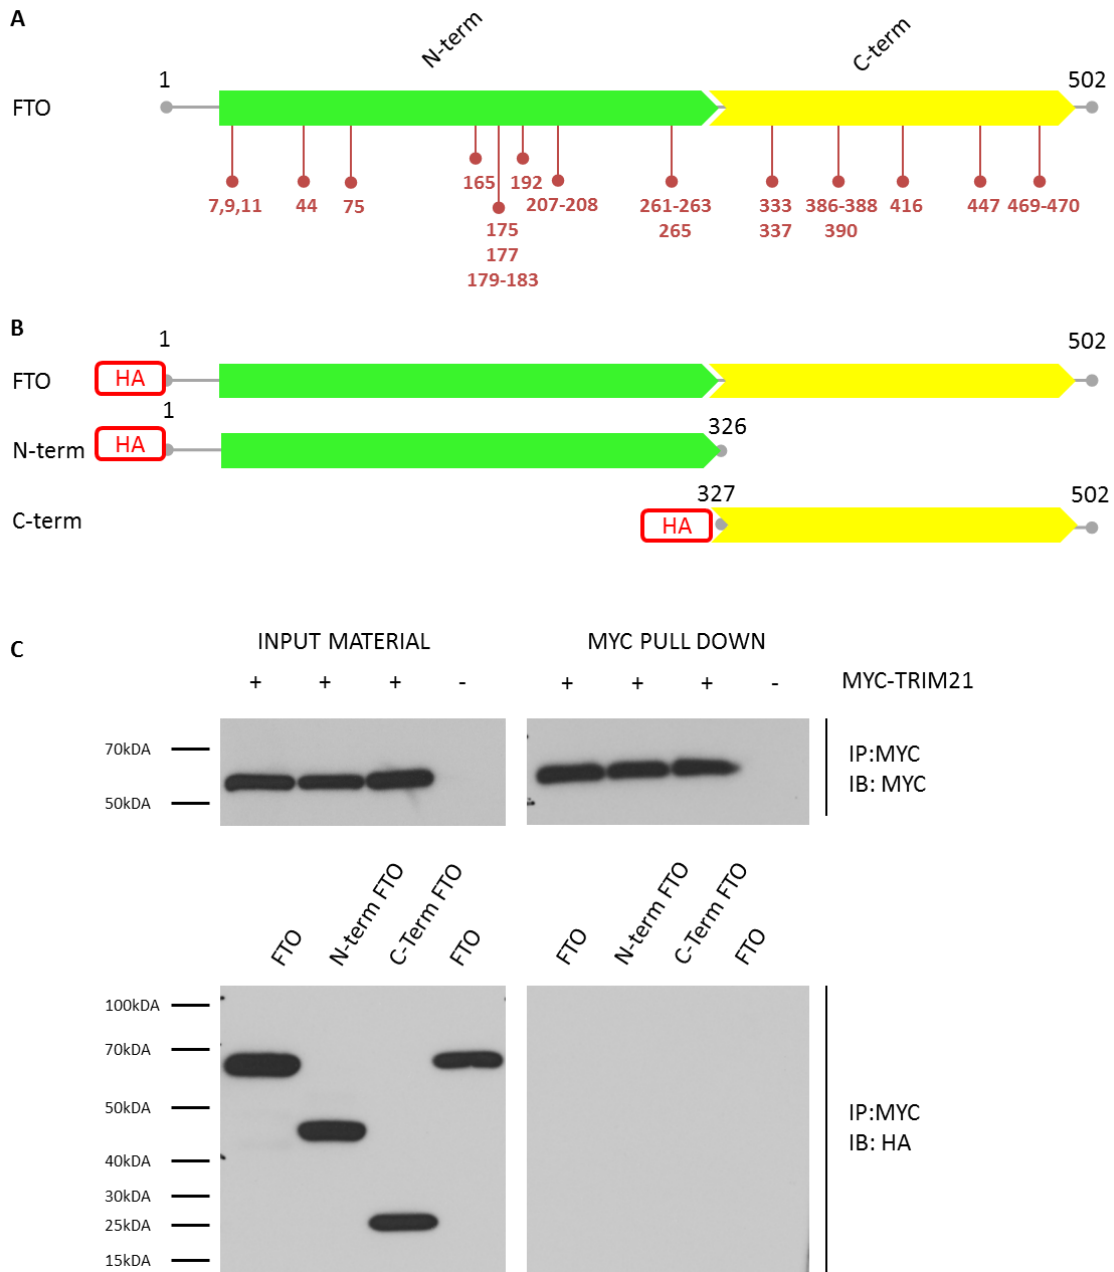 A
N-term
C-term
1
502
FTO
7,9,11
44
75
165
192
207-208
175
177
179-183
261-263
265
333
337
386-388
390
416
447
469-470
B
1
502
FTO
HA
1
326
N-term
HA
327
502
C-term
HA
C
INPUT MATERIAL
MYC PULL DOWN
+ + + - + + + - MYC-TRIM21
70kDA
50kDA
IP:MYC
IB: MYC
FTO
N-term FTO
C-Term FTO
FTO
FTO
N-term FTO
C-Term FTO
FTO
100kDA
70kDA
50kDA
40kDA
30kDA
25kDA
15kDA
IP:MYC
IB: HA